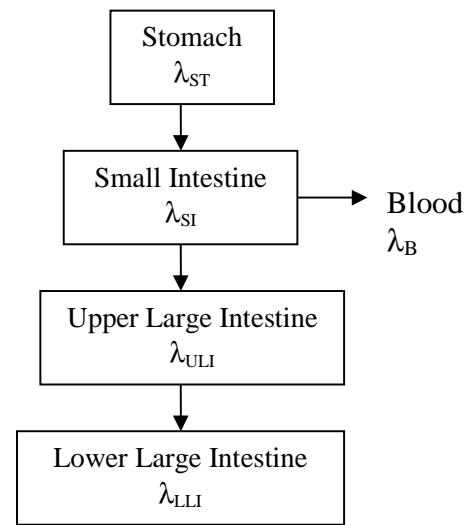 Stomach
λST
Small Intestine
λSI
Blood
λB
Upper Large Intestine
λULI
Lower Large Intestine
λLLI